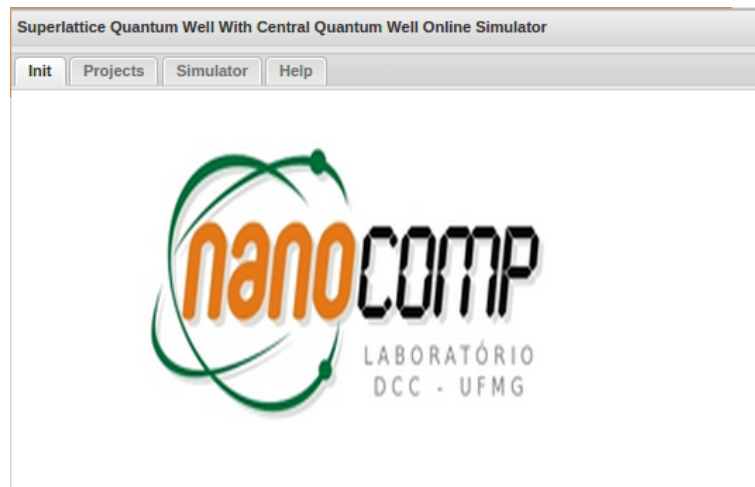 Superlattice Quantum Well With Central Quantum Well Online Simulator
Init Projects Simulator Help
nanocomp
LABORATÓRIO
DCC - UFMG